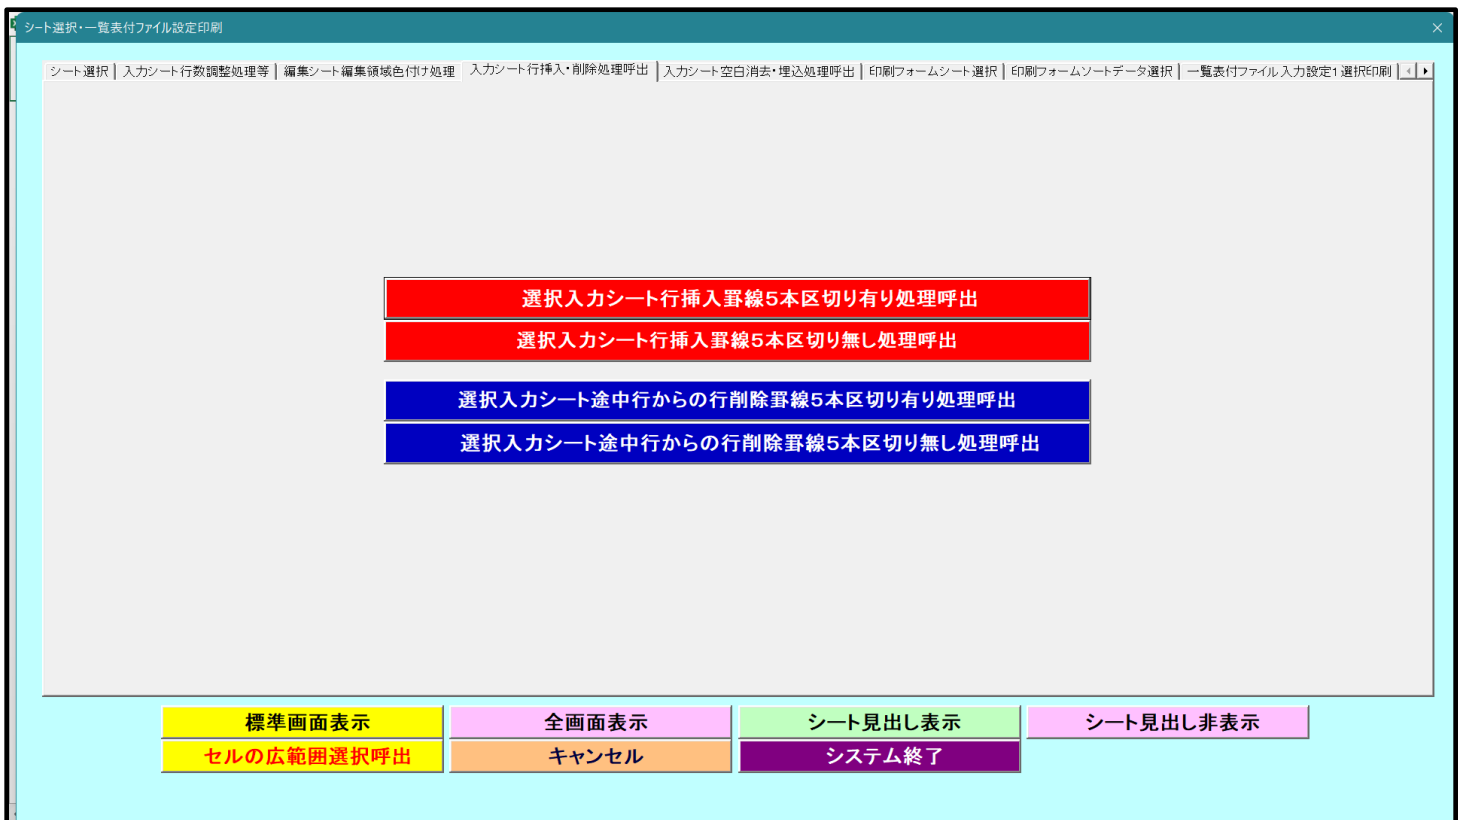 シート選択・一覧表付ファイル設定印刷
シート選択
入力シート行数調整処理等
編集シート編集領域色付け処理
入力シート行挿入・削除処理呼出
入力シート空白消去・埋込処理呼出
印刷フォームシート選択
印刷フォームソートデータ選択
一覧表付ファイル入力設定1選択印刷
選択入力シート行挿入罫線5本区切り有り処理呼出
選択入力シート行挿入罫線5本区切り無し処理呼出
選択入力シート途中行からの行削除罫線5本区切り有り処理呼出
選択入力シート途中行からの行削除罫線5本区切り無し処理呼出
標準画面表示
全画面表示
シート見出し表示
シート見出し非表示
セルの広範囲選択呼出
キャンセル
システム終了